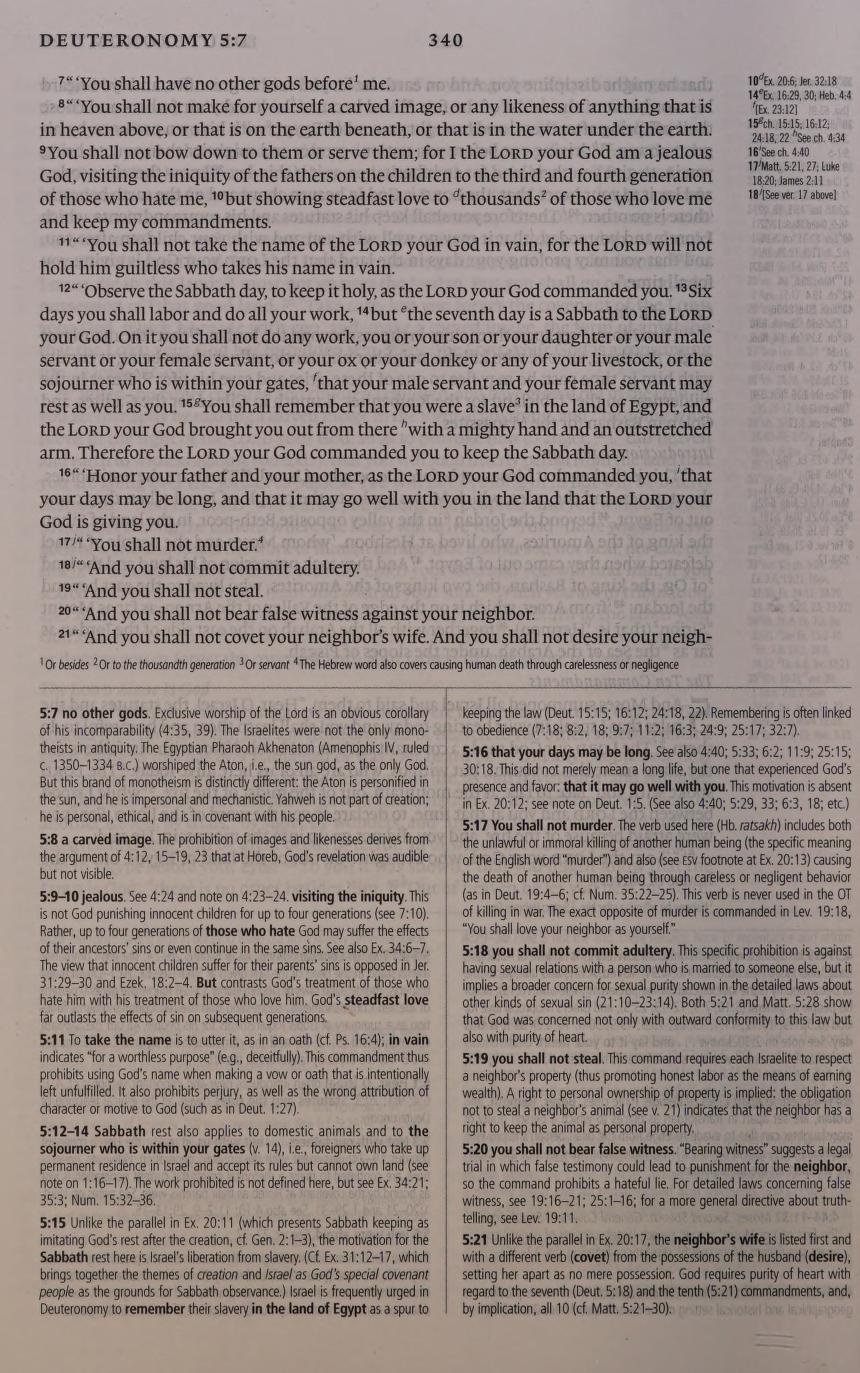 DEUTERONOMY 5:7
340
7“ ‘You shall have no other gods before1 me.
8“ ‘You shall not make for yourself a carved image, or any likeness of anything that is
in heaven above, or that is on the earth beneath, or that is in the water under the earth.
9You shall not bow down to them or serve them; for I the LORD your God am a jealous
God, visiting the iniquity of the fathers on the children to the third and fourth generation
of those who hate me, 10but showing steadfast love to dthousands2 of those who love me
and keep my commandments.
11“ ‘You shall not take the name of the LORD your God in vain, for the LORD will not
hold him guiltless who takes his name in vain.
12“ ‘Observe the Sabbath day, to keep it holy, as the LORD your God commanded you. 13Six
days you shall labor and do all your work, 14but ethe seventh day is a Sabbath to the LORD
your God. On it you shall not do any work, you or your son or your daughter or your male
servant or your female servant, or your ox or your donkey or any of your livestock, or the
sojourner who is within your gates, fthat your male servant and your female servant may
rest as well as you. 15gYou shall remember that you were a slave3 in the land of Egypt, and
the LORD your God brought you out from there hwith a mighty hand and an outstretched
arm. Therefore the LORD your God commanded you to keep the Sabbath day.
16“ ‘Honor your father and your mother, as the LORD your God commanded you, ithat
your days may be long, and that it may go well with you in the land that the LORD your
God is giving you.
17j“ ‘You shall not murder.4
18j“ ‘And you shall not commit adultery.
19“ ‘And you shall not steal.
20“ ‘And you shall not bear false witness against your neighbor.
21“ ‘And you shall not covet your neighbor’s wife. And you shall not desire your neigh-
10dEx. 20:6; Jer. 32:18
14eEx. 16:29, 30; Heb. 4:4
f[Ex. 23:12]
15gch. 15:15; 16:12;
24:18, 22 hSee ch. 4:34
16iSee ch. 4:40
17jMatt. 5:21, 27; Luke
18:20; James 2:11
18j[See ver. 17 above]
1Or besides 2Or to the thousandth generation 3Or servant 4The Hebrew word also covers causing human death through carelessness or negligence
5:7 no other gods. Exclusive worship of the Lord is an obvious corollary
of his incomparability (4:35, 39). The Israelites were not the only mono-
theists in antiquity. The Egyptian Pharaoh Akhenaton (Amenophis IV, ruled
c. 1350–1334 B.C.) worshiped the Aton, i.e., the sun god, as the only God.
But this brand of monotheism is distinctly different: the Aton is personified in
the sun, and he is impersonal and mechanistic. Yahweh is not part of creation;
he is personal, ethical, and is in covenant with his people.
5:8 a carved image. The prohibition of images and likenesses derives from
the argument of 4:12, 15–19, 23 that at Horeb, God’s revelation was audible
but not visible.
5:9–10 jealous. See 4:24 and note on 4:23–24. visiting the iniquity. This
is not God punishing innocent children for up to four generations (see 7:10).
Rather, up to four generations of those who hate God may suffer the effects
of their ancestors’ sins or even continue in the same sins. See also Ex. 34:6–7.
The view that innocent children suffer for their parents’ sins is opposed in Jer.
31:29–30 and Ezek. 18:2–4. But contrasts God’s treatment of those who
hate him with his treatment of those who love him. God’s steadfast love
far outlasts the effects of sin on subsequent generations.
5:11 To take the name is to utter it, as in an oath (cf. Ps. 16:4); in vain
indicates “for a worthless purpose” (e.g., deceitfully). This commandment thus
prohibits using God’s name when making a vow or oath that is intentionally
left unfulfilled. It also prohibits perjury, as well as the wrong attribution of
character or motive to God (such as in Deut. 1:27).
5:12–14 Sabbath rest also applies to domestic animals and to the
sojourner who is within your gates (v. 14), i.e., foreigners who take up
permanent residence in Israel and accept its rules but cannot own land (see
note on 1:16–17). The work prohibited is not defined here, but see Ex. 34:21;
35:3; Num. 15:32–36.
5:15 Unlike the parallel in Ex. 20:11 (which presents Sabbath keeping as
imitating God’s rest after the creation, cf. Gen. 2:1–3), the motivation for the
Sabbath rest here is Israel’s liberation from slavery. (Cf. Ex. 31:12–17, which
brings together the themes of creation and Israel as God’s special covenant
people as the grounds for Sabbath observance.) Israel is frequently urged in
Deuteronomy to remember their slavery in the land of Egypt as a spur to
keeping the law (Deut. 15:15; 16:12; 24:18, 22). Remembering is often linked
to obedience (7:18; 8:2, 18; 9:7; 11:2; 16:3; 24:9; 25:17; 32:7).
5:16 that your days may be long. See also 4:40; 5:33; 6:2; 11:9; 25:15;
30:18. This did not merely mean a long life, but one that experienced God’s
presence and favor: that it may go well with you. This motivation is absent
in Ex. 20:12; see note on Deut. 1:5. (See also 4:40; 5:29, 33; 6:3, 18; etc.)
5:17 You shall not murder. The verb used here (Hb. ratsakh) includes both
the unlawful or immoral killing of another human being (the specific meaning
of the English word “murder”) and also (see ESV footnote at Ex. 20:13) causing
the death of another human being through careless or negligent behavior
(as in Deut. 19:4–6; cf. Num. 35:22–25). This verb is never used in the OT
of killing in war. The exact opposite of murder is commanded in Lev. 19:18,
“You shall love your neighbor as yourself.”
5:18 you shall not commit adultery. This specific prohibition is against
having sexual relations with a person who is married to someone else, but it
implies a broader concern for sexual purity shown in the detailed laws about
other kinds of sexual sin (21:10–23:14). Both 5:21 and Matt. 5:28 show
that God was concerned not only with outward conformity to this law but
also with purity of heart.
5:19 you shall not steal. This command requires each Israelite to respect
a neighbor’s property (thus promoting honest labor as the means of earning
wealth). A right to personal ownership of property is implied: the obligation
not to steal a neighbor’s animal (see v. 21) indicates that the neighbor has a
right to keep the animal as personal property.
5:20 you shall not bear false witness. “Bearing witness” suggests a legal
trial in which false testimony could lead to punishment for the neighbor,
so the command prohibits a hateful lie. For detailed laws concerning false
witness, see 19:16–21; 25:1–16; for a more general directive about truth-
telling, see Lev. 19:11.
5:21 Unlike the parallel in Ex. 20:17, the neighbor’s wife is listed first and
with a different verb (covet) from the possessions of the husband (desire),
setting her apart as no mere possession. God requires purity of heart with
regard to the seventh (Deut. 5:18) and the tenth (5:21) commandments, and,
by implication, all 10 (cf. Matt. 5:21–30).